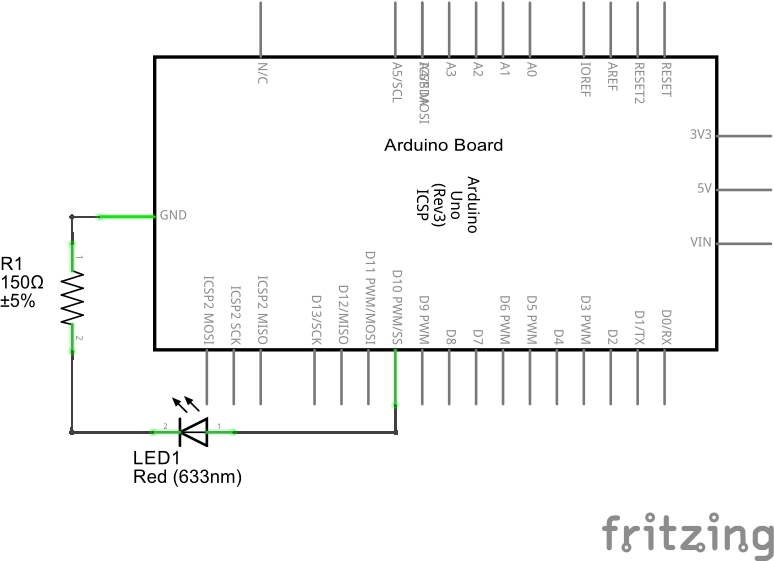 N/C
A5/SCL
A3
A2
A1
A0
IOREF
AREF
RESET2
RESET
3V3
5V
VIN
Arduino Board
Arduino
Uno
(Rev3)
ICSP
GND
R1
150Ω
±5%
1
2
ICSP2 MOSI
ICSP2 SCK
ICSP2 MISO
D13/SCK
D12/MISO
D11 PWM/MOSI
D10 PWM/SS
D9 PWM
D8
D7
D6 PWM
D5 PWM
D4
D3 PWM
D2
D1/TX
D0/RX
2
1
LED1
Red (633nm)
fritzing